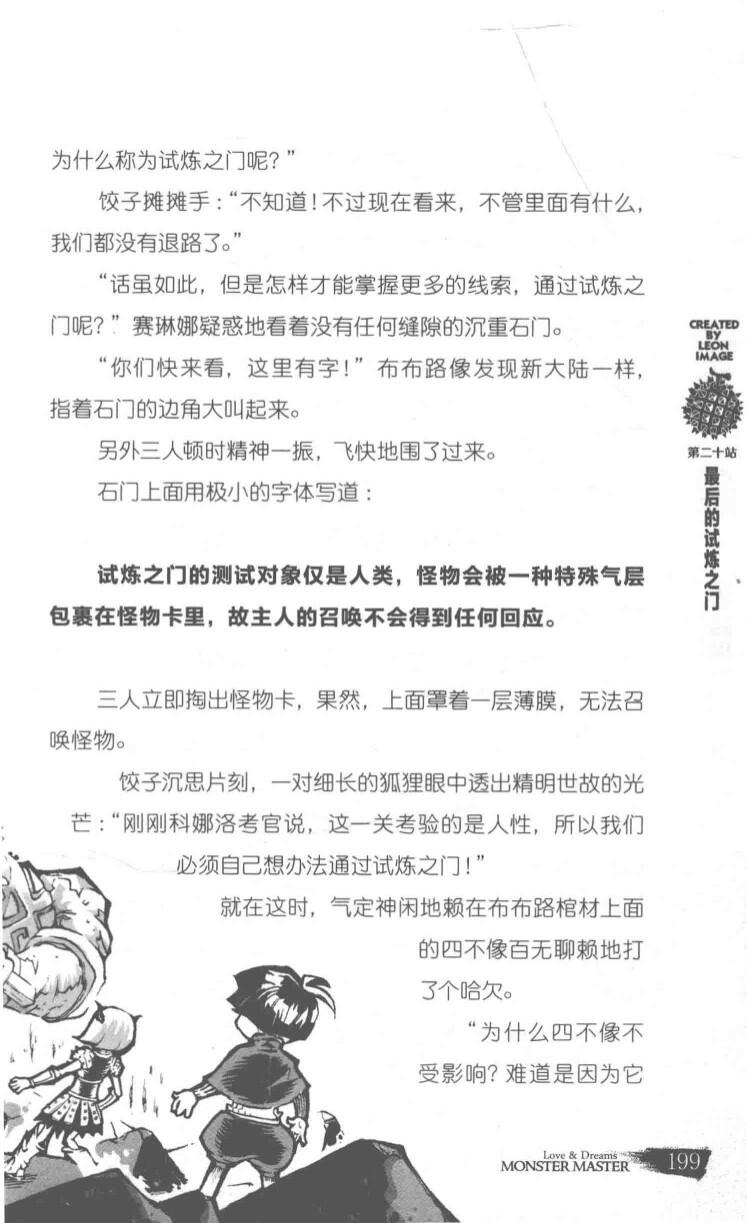 为什么称为试炼之门呢？”
饺子摊摊手：“不知道！不过现在看来，不管里面有什么，
我们都没有退路了。”
“话虽如此，但是怎样才能掌握更多的线索，通过试炼之
门呢？”赛琳娜疑惑地看着没有任何缝隙的沉重石门。
“你们快来看，这里有字！”布布路像发现新大陆一样，
指着石门的边角大叫起来。
另外三人顿时精神一振，飞快地围了过来。
石门上面用极小的字体写道：
试炼之门的测试对象仅是人类，怪物会被一种特殊气层
包裹在怪物卡里，故主人的召唤不会得到任何回应。
三人立即掏出怪物卡，果然，上面罩着一层薄膜，无法召
唤怪物。
饺子沉思片刻，一对细长的狐狸眼中透出精明世故的光
芒：“刚刚科娜洛考官说，这一关考验的是人性，所以我们
必须自己想办法通过试炼之门！”
就在这时，气定神闲地赖在布布路棺材上面
的四不像百无聊赖地打
了个哈欠。
“为什么四不像不
受影响？难道是因为它
CREATED
BY
LEON
IMAGE
第二十站
最后的试炼之门
Love & Dreams
MONSTER MASTER
199